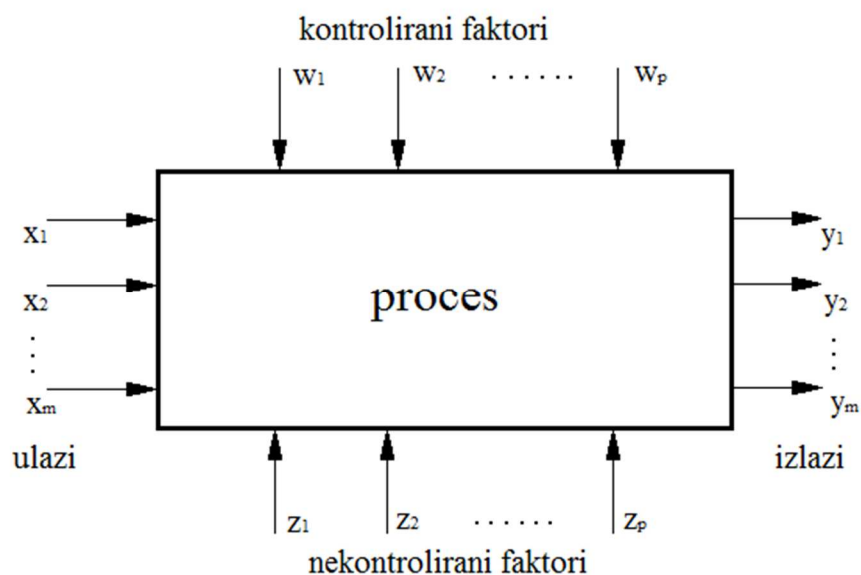 kontrolirani faktori
w₁ w₂ ...... wₚ
x₁ y₁
x₂ proces y₂
⋮ ⋮
xₘ yₘ
ulazi izlazi
z₁ z₂ ...... zₚ
nekontrolirani faktori